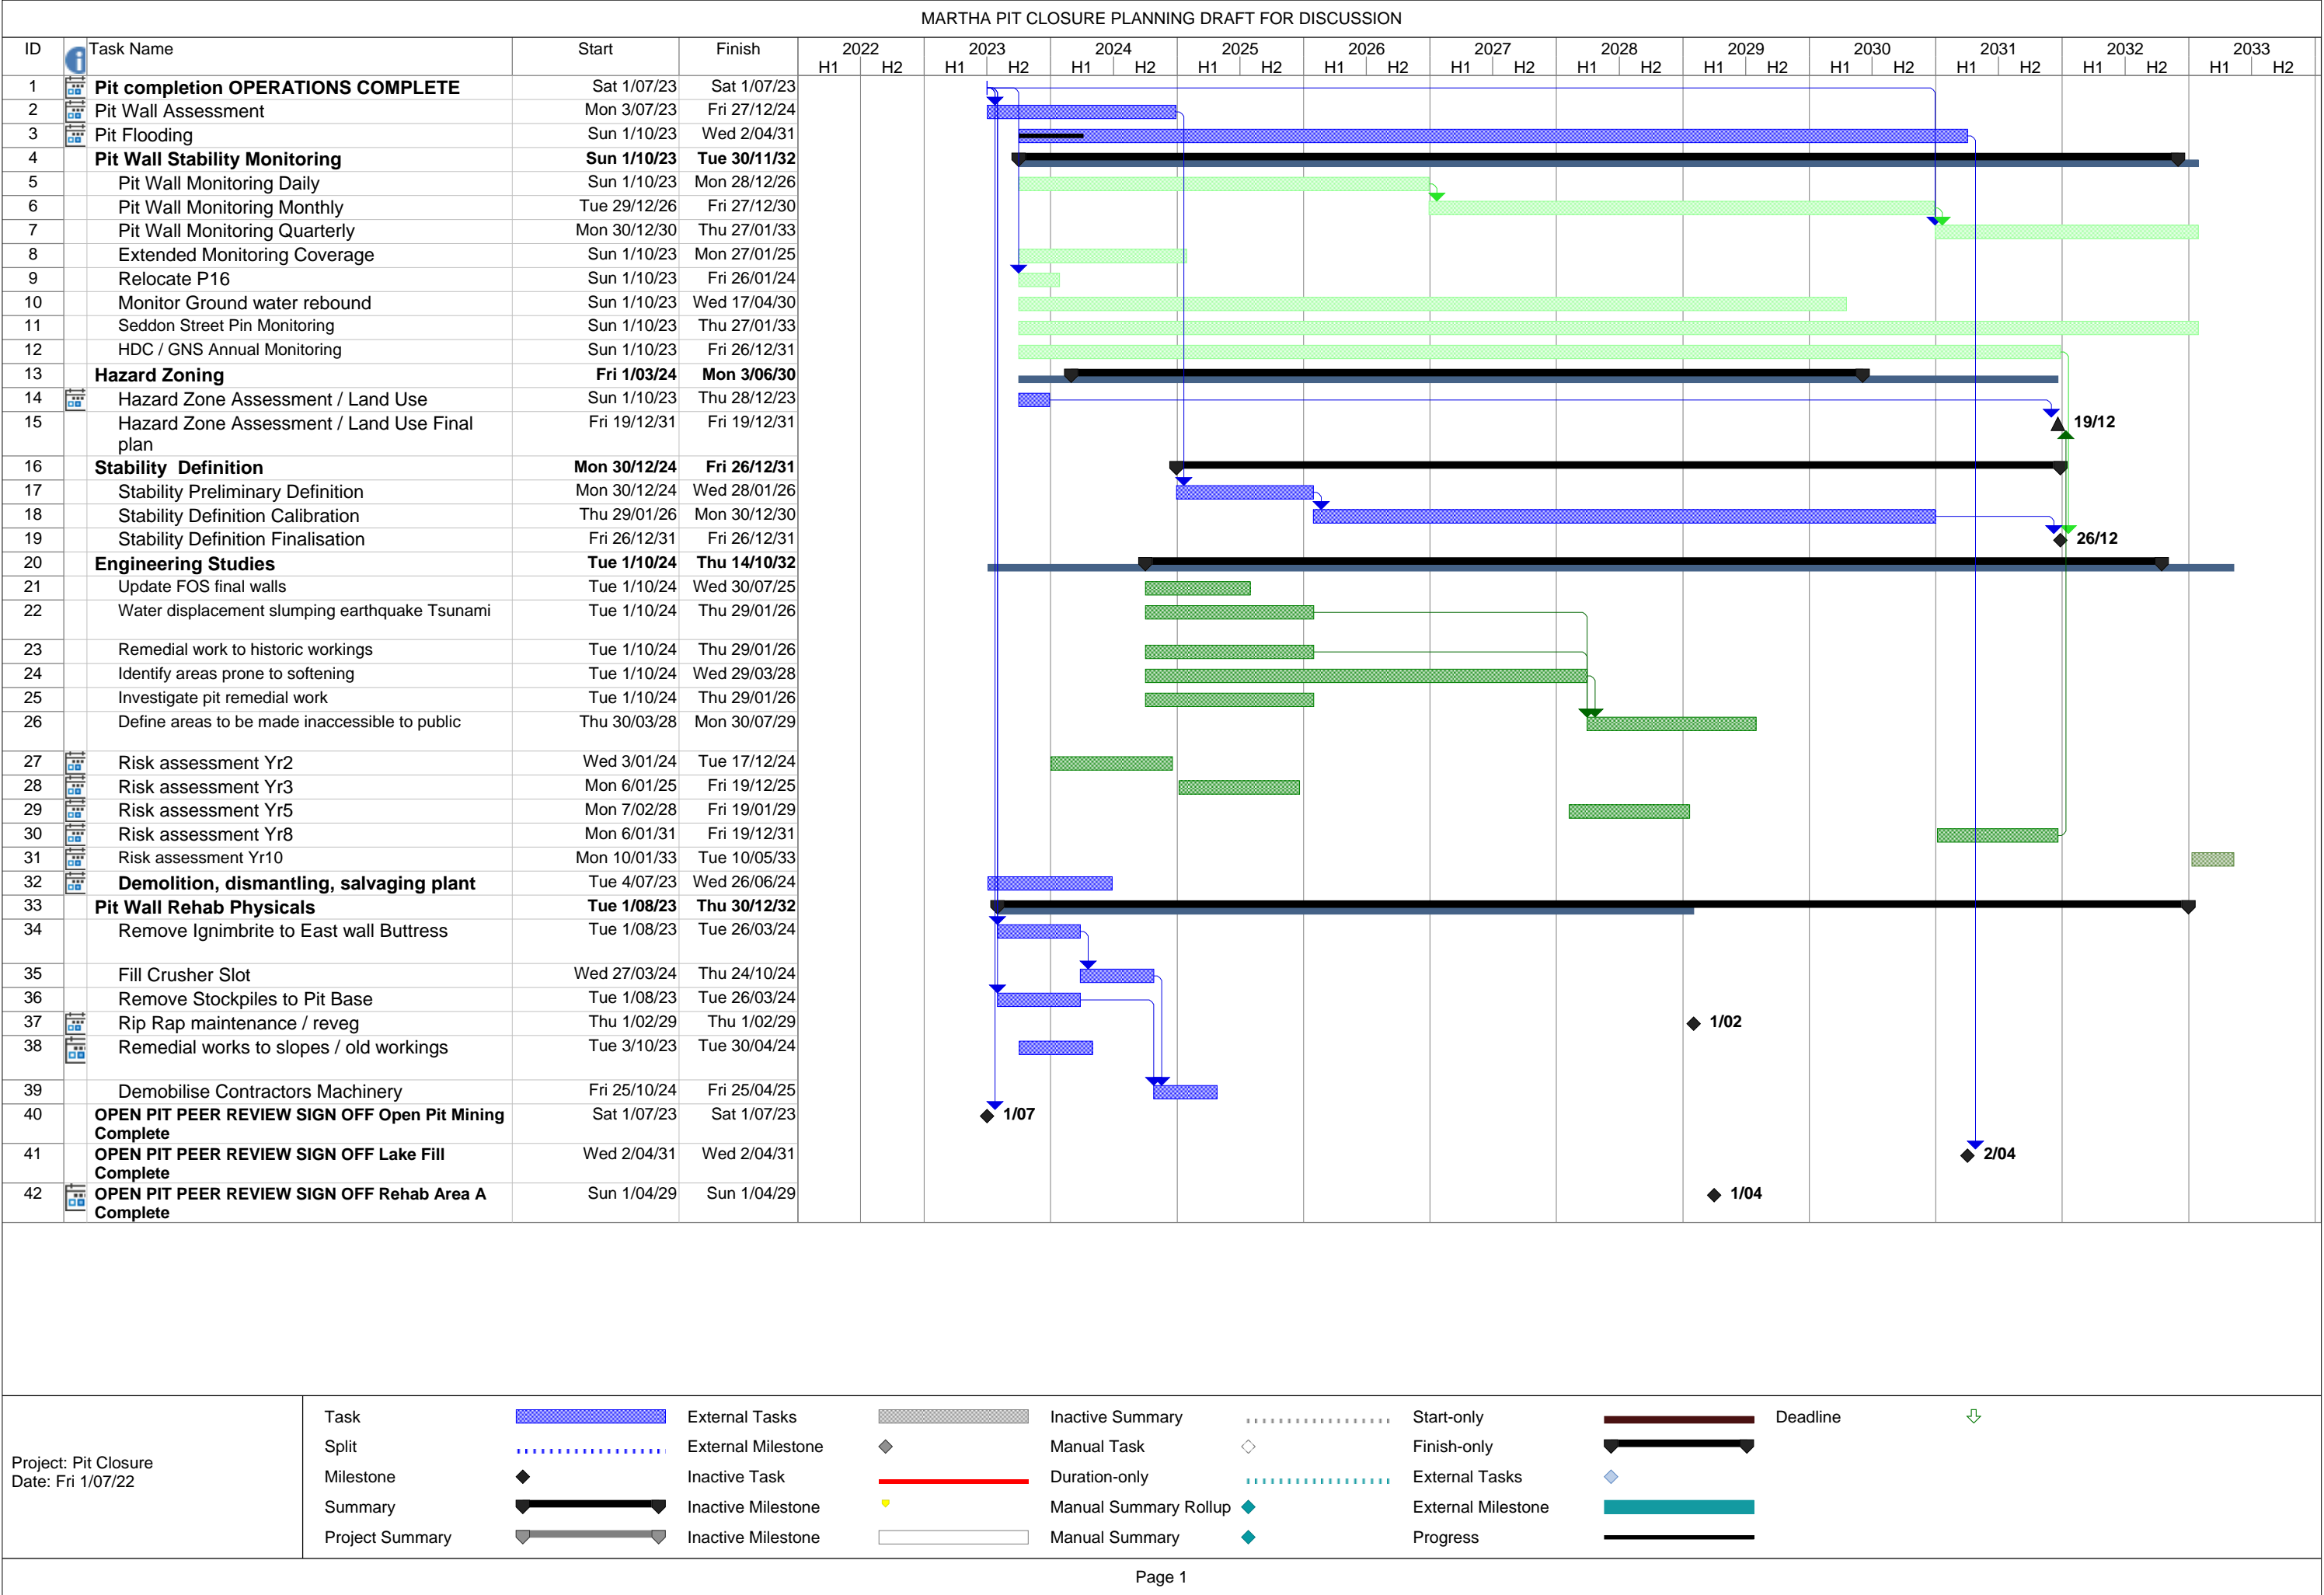 MARTHA PIT CLOSURE PLANNING DRAFT FOR DISCUSSION
ID Task Name Start Finish 2022 2023 2024 2025 2026 2027 2028 2029 2030 2031 2032 2033
H1 H2 H1 H2 H1 H2 H1 H2 H1 H2 H1 H2 H1 H2 H1 H2 H1 H2 H1 H2 H1 H2 H1 H2
1 Pit completion OPERATIONS COMPLETE Sat 1/07/23 Sat 1/07/23
2 Pit Wall Assessment Mon 3/07/23 Fri 27/12/24
3 Pit Flooding Sun 1/10/23 Wed 2/04/31
4 Pit Wall Stability Monitoring Sun 1/10/23 Tue 30/11/32
5 Pit Wall Monitoring Daily Sun 1/10/23 Mon 28/12/26
6 Pit Wall Monitoring Monthly Tue 29/12/26 Fri 27/12/30
7 Pit Wall Monitoring Quarterly Mon 30/12/30 Thu 27/01/33
8 Extended Monitoring Coverage Sun 1/10/23 Mon 27/01/25
9 Relocate P16 Sun 1/10/23 Fri 26/01/24
10 Monitor Ground water rebound Sun 1/10/23 Wed 17/04/30
11 Seddon Street Pin Monitoring Sun 1/10/23 Thu 27/01/33
12 HDC / GNS Annual Monitoring Sun 1/10/23 Fri 26/12/31
13 Hazard Zoning Fri 1/03/24 Mon 3/06/30
14 Hazard Zone Assessment / Land Use Sun 1/10/23 Thu 28/12/23
15 Hazard Zone Assessment / Land Use Final Fri 19/12/31 Fri 19/12/31 19/12
plan
16 Stability Definition Mon 30/12/24 Fri 26/12/31
17 Stability Preliminary Definition Mon 30/12/24 Wed 28/01/26
18 Stability Definition Calibration Thu 29/01/26 Mon 30/12/30
19 Stability Definition Finalisation Fri 26/12/31 Fri 26/12/31 26/12
20 Engineering Studies Tue 1/10/24 Thu 14/10/32
21 Update FOS final walls Tue 1/10/24 Wed 30/07/25
22 Water displacement slumping earthquake Tsunami Tue 1/10/24 Thu 29/01/26
23 Remedial work to historic workings Tue 1/10/24 Thu 29/01/26
24 Identify areas prone to softening Tue 1/10/24 Wed 29/03/28
25 Investigate pit remedial work Tue 1/10/24 Thu 29/01/26
26 Define areas to be made inaccessible to public Thu 30/03/28 Mon 30/07/29
27 Risk assessment Yr2 Wed 3/01/24 Tue 17/12/24
28 Risk assessment Yr3 Mon 6/01/25 Fri 19/12/25
29 Risk assessment Yr5 Mon 7/02/28 Fri 19/01/29
30 Risk assessment Yr8 Mon 6/01/31 Fri 19/12/31
31 Risk assessment Yr10 Mon 10/01/33 Tue 10/05/33
32 Demolition, dismantling, salvaging plant Tue 4/07/23 Wed 26/06/24
33 Pit Wall Rehab Physicals Tue 1/08/23 Thu 30/12/32
34 Remove Ignimbrite to East wall Buttress Tue 1/08/23 Tue 26/03/24
35 Fill Crusher Slot Wed 27/03/24 Thu 24/10/24
36 Remove Stockpiles to Pit Base Tue 1/08/23 Tue 26/03/24
37 Rip Rap maintenance / reveg Thu 1/02/29 Thu 1/02/29 1/02
38 Remedial works to slopes / old workings Tue 3/10/23 Tue 30/04/24
39 Demobilise Contractors Machinery Fri 25/10/24 Fri 25/04/25
40 OPEN PIT PEER REVIEW SIGN OFF Open Pit Mining Sat 1/07/23 Sat 1/07/23 1/07
Complete
41 OPEN PIT PEER REVIEW SIGN OFF Lake Fill Wed 2/04/31 Wed 2/04/31 2/04
Complete
42 OPEN PIT PEER REVIEW SIGN OFF Rehab Area A Sun 1/04/29 Sun 1/04/29 1/04
Complete
Project: Pit Closure
Date: Fri 1/07/22
Task External Tasks Inactive Summary Start-only Deadline
Split External Milestone Manual Task Finish-only
Milestone Inactive Task Duration-only External Tasks
Summary Inactive Milestone Manual Summary Rollup External Milestone
Project Summary Inactive Milestone Manual Summary Progress
Page 1